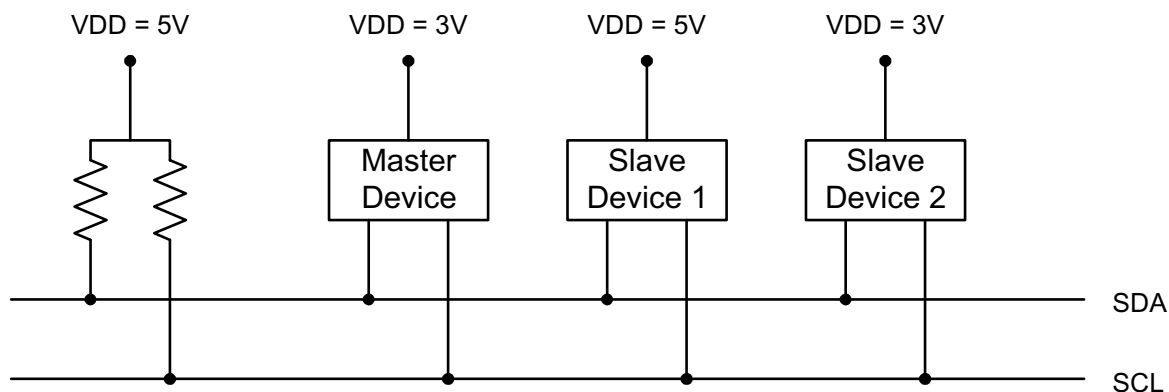 VDD = 5V
VDD = 3V
VDD = 5V
VDD = 3V
Master
Device
Slave
Device 1
Slave
Device 2
SDA
SCL